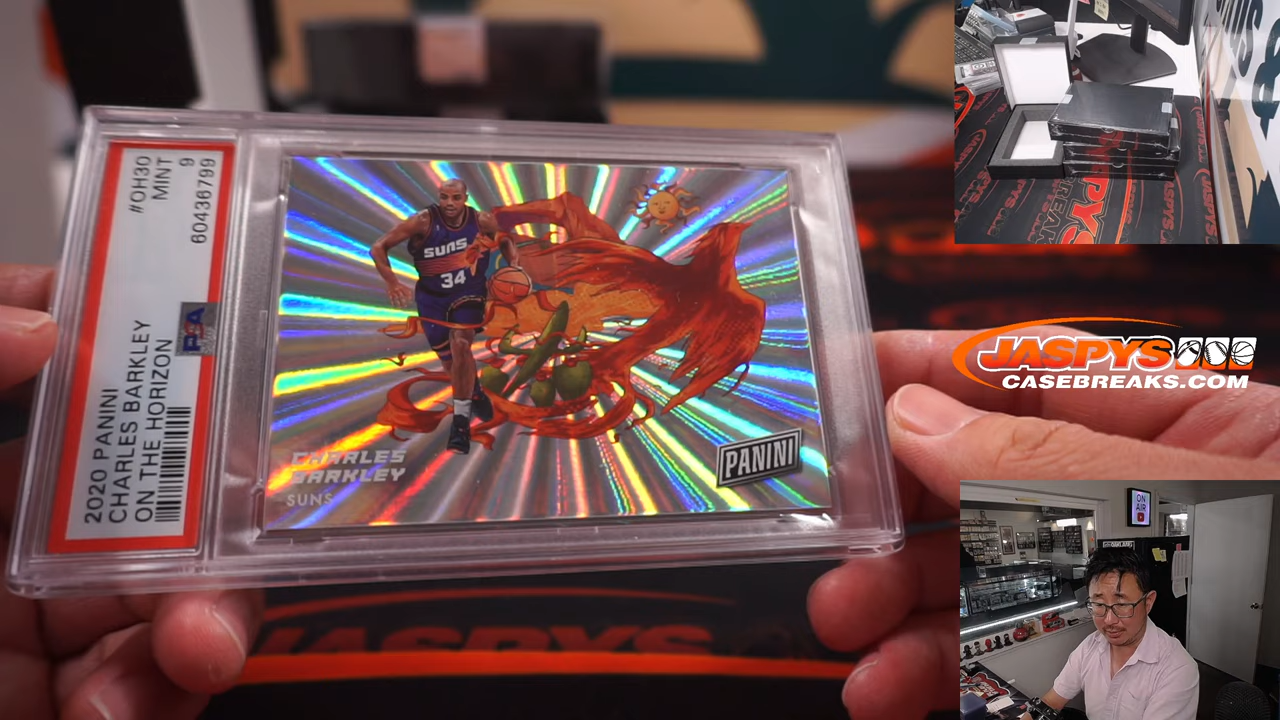 #OH30
MINT
9
60436799
PSA
2020 PANINI
CHARLES BARKLEY
ON THE HORIZON
SUNS
34
CHARLES
BARKLEY
SUNS
PANINI
JASPYS
JASPYS
CASEBREAKS.COM
ON
AIR